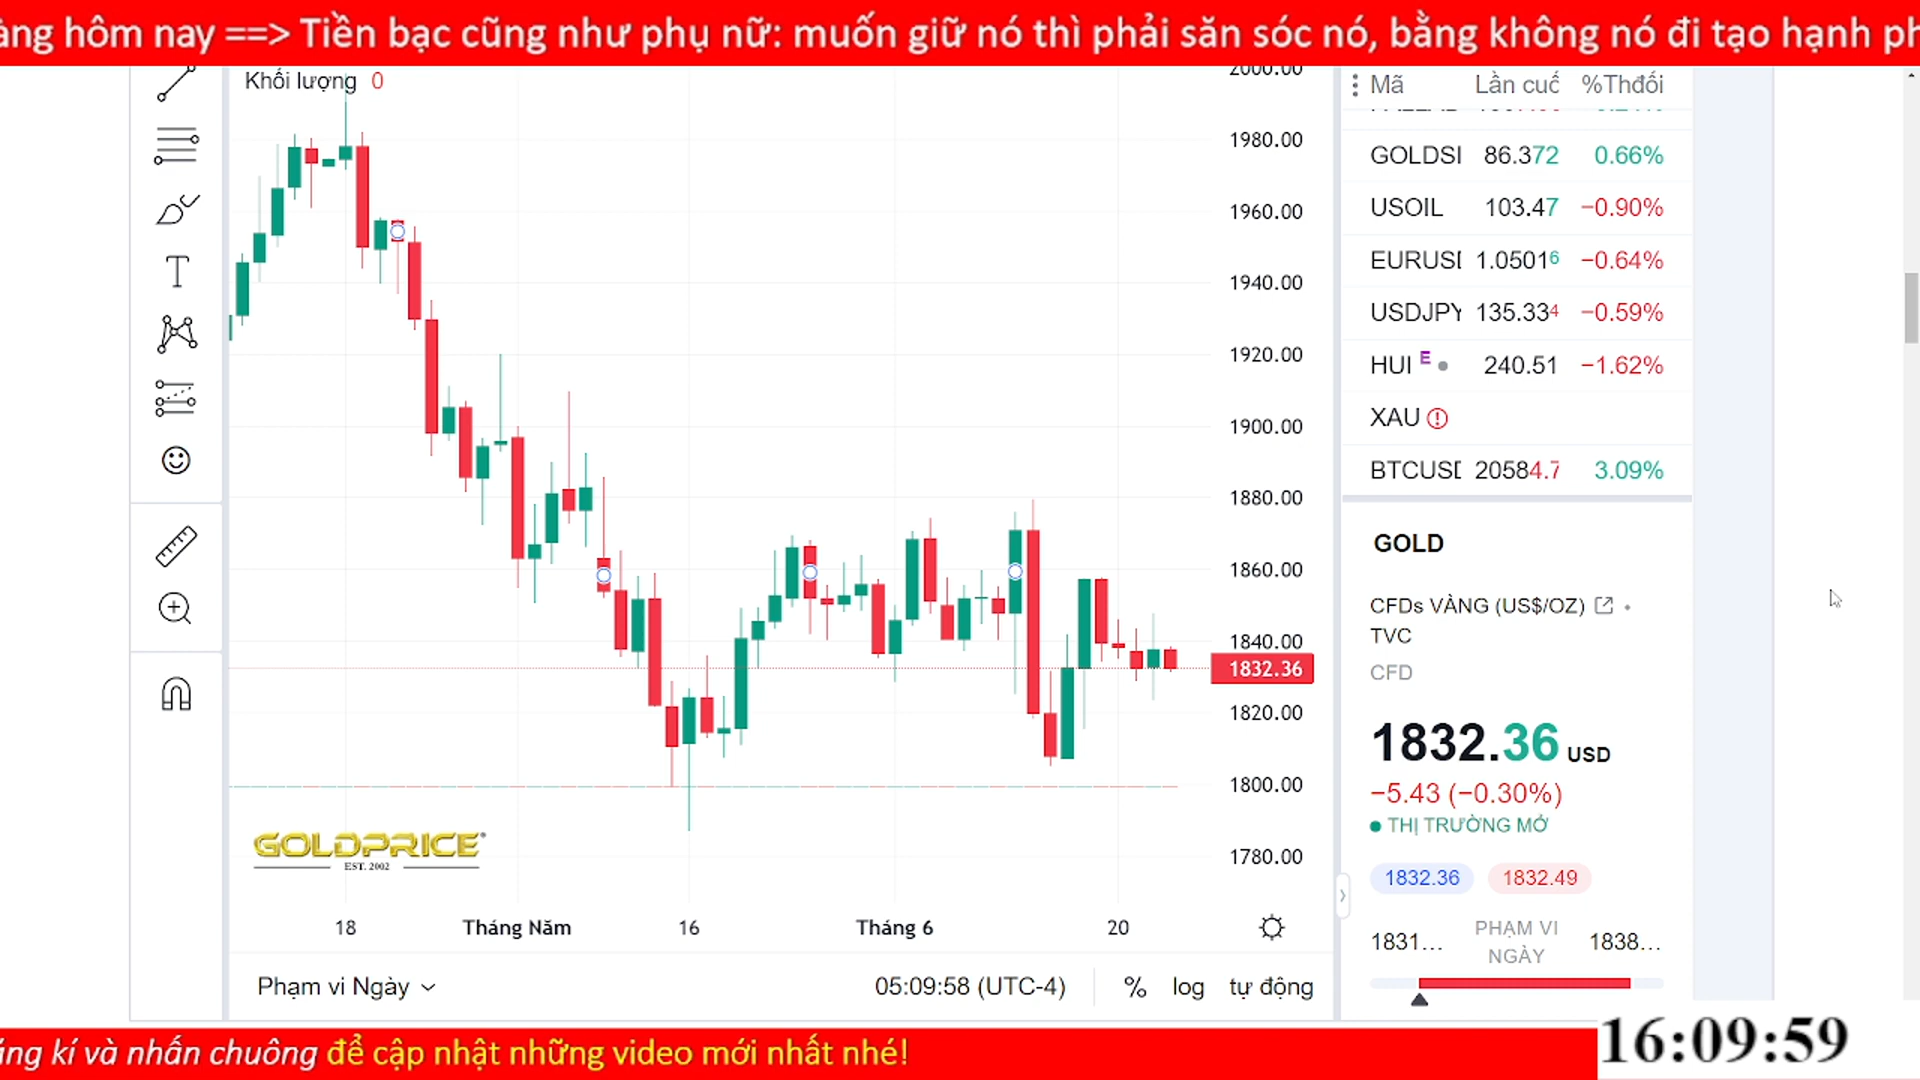 hôm nay ==> Tiền bạc cũng như phụ nữ: muốn giữ nó thì phải săn sóc nó, bằng không nó đi tạo hạnh
Khối lượng 0
2000.00
1980.00
1960.00
1940.00
1920.00
1900.00
1880.00
1860.00
1840.00
1832.36
1820.00
1800.00
1780.00
GOLDPRICE
EST. 2002
18 Tháng Năm 16 Tháng 6 20
Phạm vi Ngày 05:09:58 (UTC-4) % log tự động
Mã Lần cuố %Thđổi
GOLDSI 86.372 0.66%
USOIL 103.47 −0.90%
EURUSD 1.05016 −0.64%
USDJPY 135.334 −0.59%
HUI E 240.51 −1.62%
XAU
BTCUSD 20584.7 3.09%
GOLD
CFDs VÀNG (US$/OZ)
TVC
CFD
1832.36 USD
−5.43 (−0.30%)
THỊ TRƯỜNG MỞ
1832.36 1832.49
1831... PHẠM VI NGÀY 1838...
kí và nhấn chuông để cập nhật những video mới nhất nhé!
16:09:59